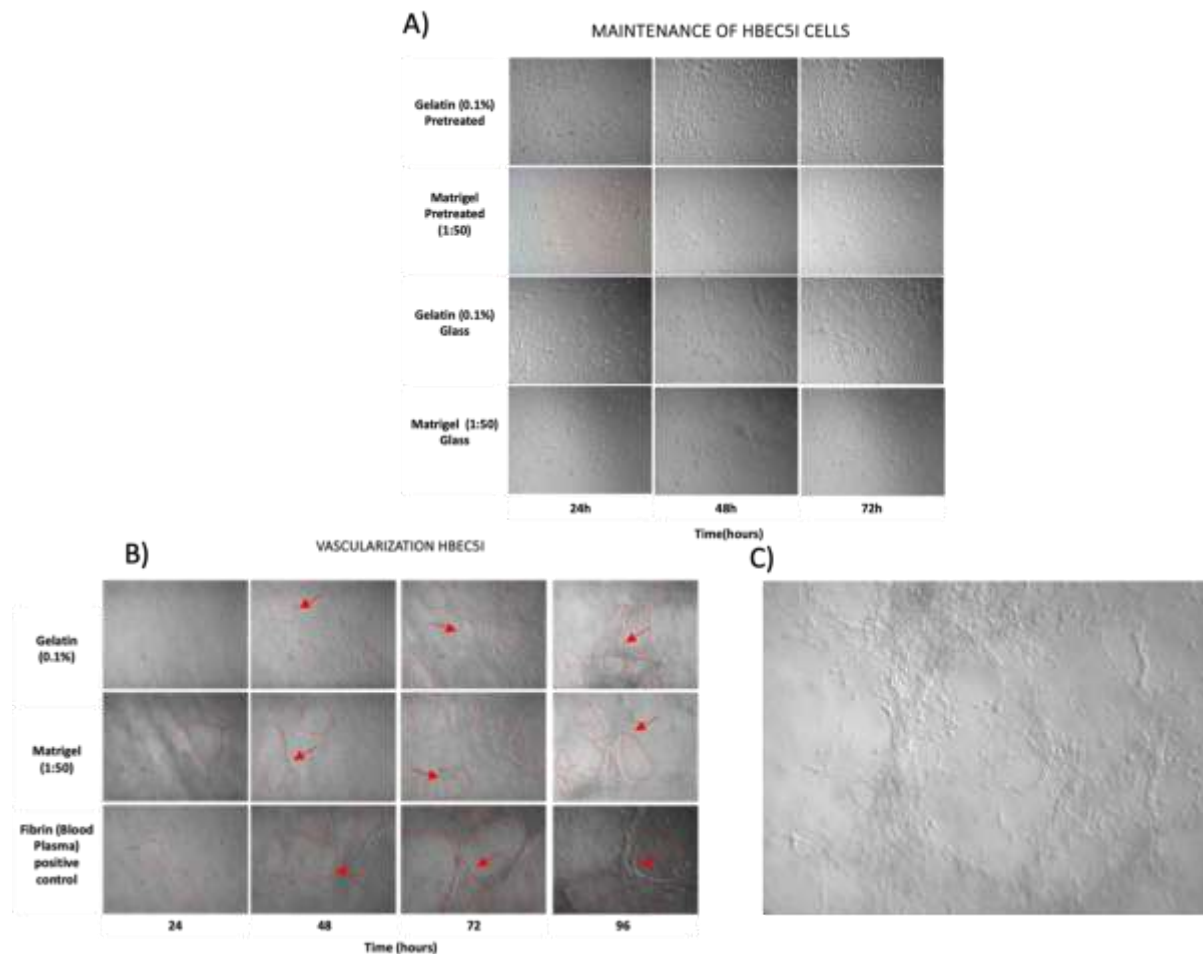 A)
MAINTENANCE OF HBEC5I CELLS
Gelatin (0.1%)
Pretreated
Matrigel
Pretreated
(1:50)
Gelatin (0.1%)
Glass
Matrigel (1:50)
Glass
24h 48h 72h
Time(hours)
B)
VASCULARIZATION HBEC5I
Gelatin
(0.1%)
Matrigel
(1:50)
Fibrin (Blood
Plasma)
positive
control
24 48 72 96
Time (hours)
C)